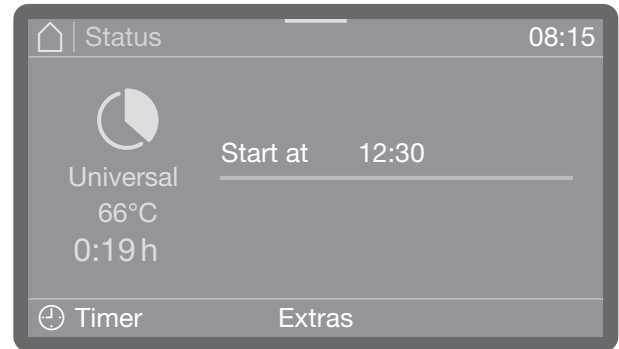 Status 08:15
Start at 12:30
Universal
66°C
0:19 h
Timer Extras